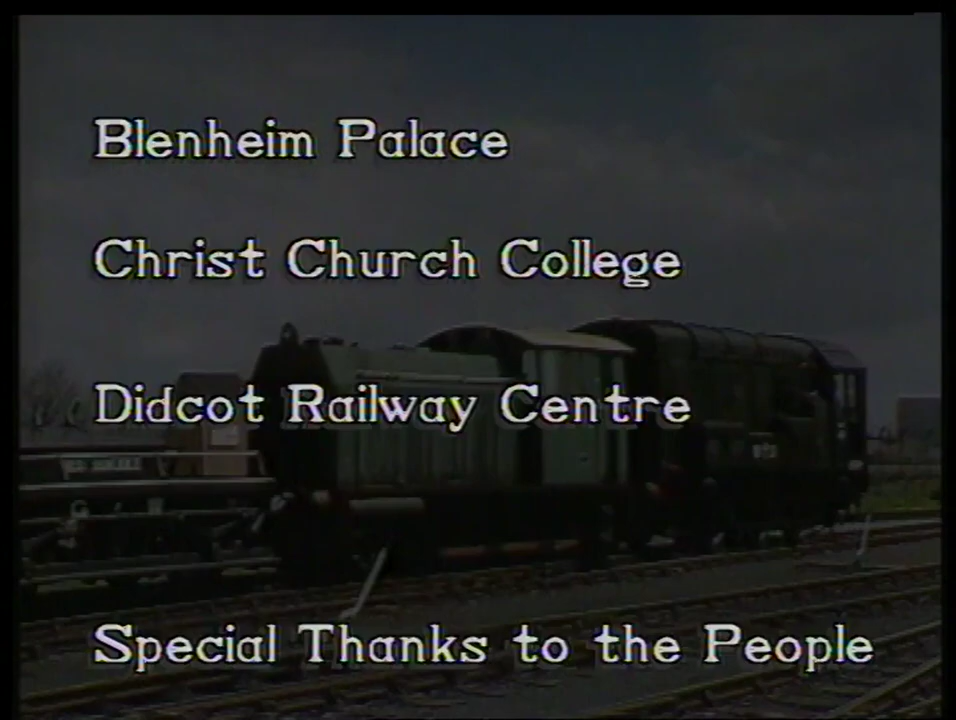 Blenheim Palace
Christ Church College
Didcot Railway Centre
Special Thanks to the People